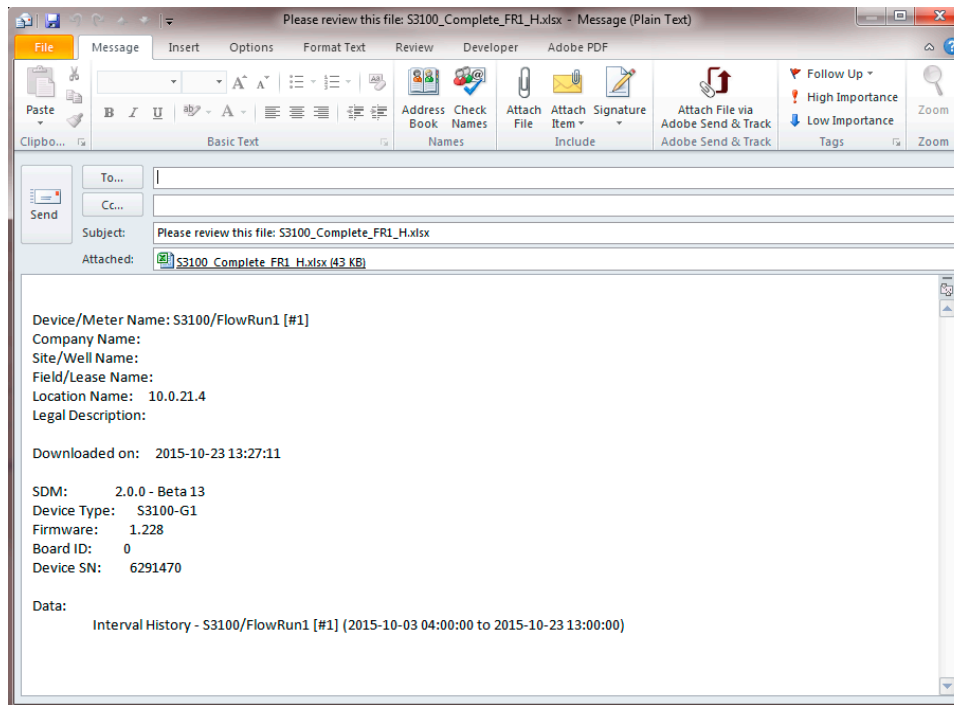 Please review this file: S3100_Complete_FR1_H.xlsx - Message (Plain Text)
File Message Insert Options Format Text Review Developer Adobe PDF
Paste
B I U ab A
A A
Address Book
Check Names
Attach File
Attach Item
Signature
Attach File via Adobe Send & Track
Follow Up
High Importance
Low Importance
Zoom
Clipbo... Basic Text Names Include Adobe Send & Track Tags Zoom
Send
To...
Cc...
Subject: Please review this file: S3100_Complete_FR1_H.xlsx
Attached: S3100_Complete_FR1_H.xlsx (43 KB)
Device/Meter Name: S3100/FlowRun1 [#1]
Company Name:
Site/Well Name:
Field/Lease Name:
Location Name: 10.0.21.4
Legal Description:
Downloaded on: 2015-10-23 13:27:11
SDM: 2.0.0 - Beta 13
Device Type: S3100-G1
Firmware: 1.228
Board ID: 0
Device SN: 6291470
Data:
Interval History - S3100/FlowRun1 [#1] (2015-10-03 04:00:00 to 2015-10-23 13:00:00)